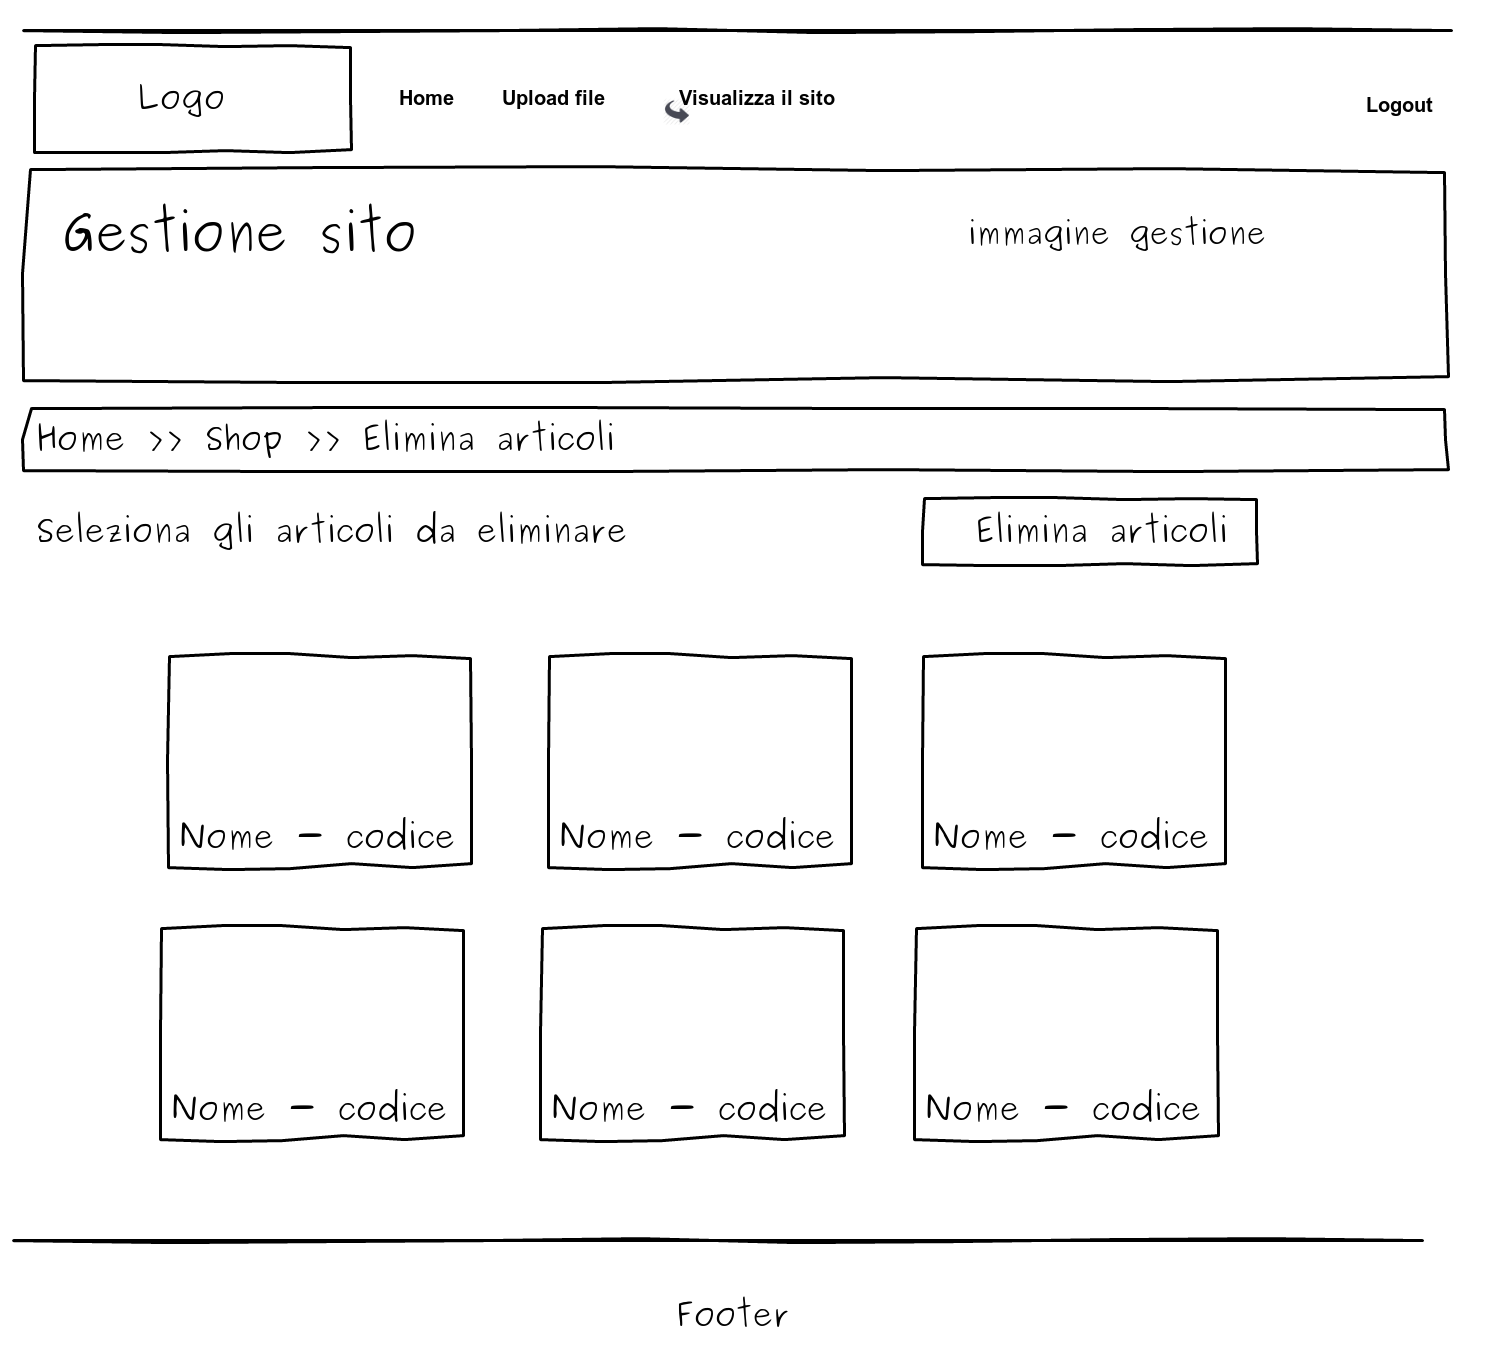 Logo Home Upload file Visualizza il sito Logout
Gestione sito immagine gestione
Home >> Shop >> Elimina articoli
Seleziona gli articoli da eliminare Elimina articoli
Nome - codice Nome - codice Nome - codice
Nome - codice Nome - codice Nome - codice
Footer